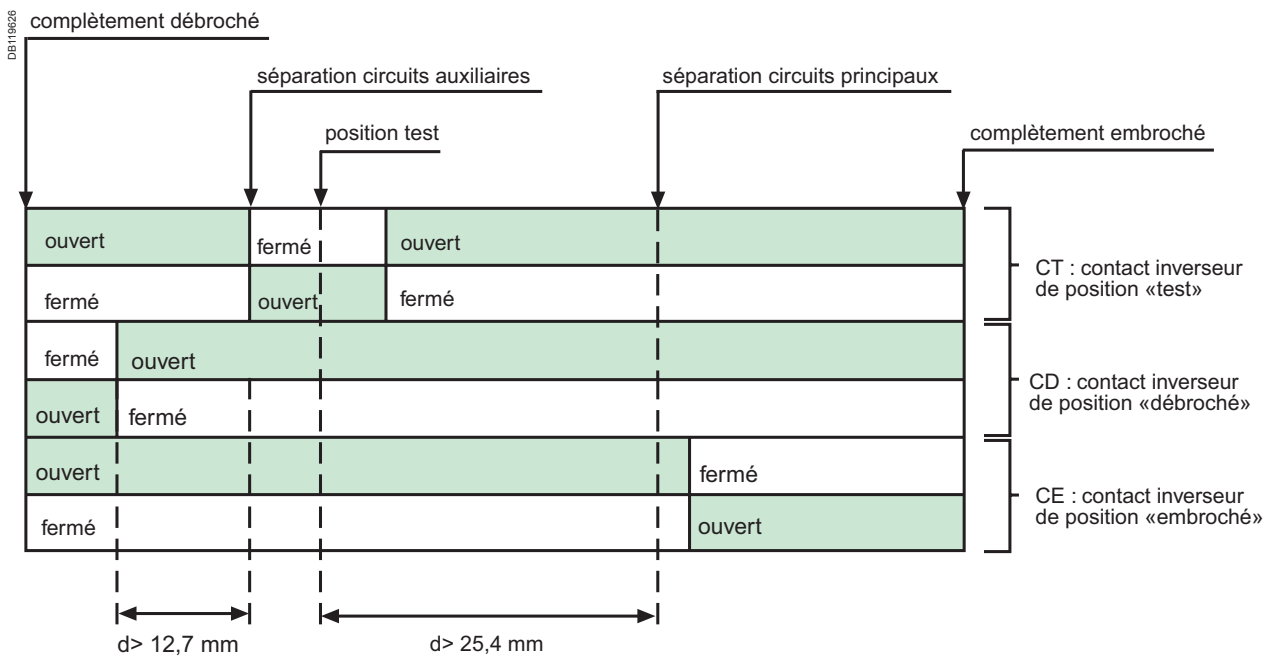 DB119626
complètement débroché
séparation circuits auxiliaires
séparation circuits principaux
position test
complètement embroché
ouvert
fermé
ouvert
fermé
ouvert
fermé
CT : contact inverseur
de position «test»
fermé
ouvert
ouvert
fermé
CD : contact inverseur
de position «débroché»
ouvert
fermé
fermé
ouvert
CE : contact inverseur
de position «embroché»
d> 12,7 mm
d> 25,4 mm